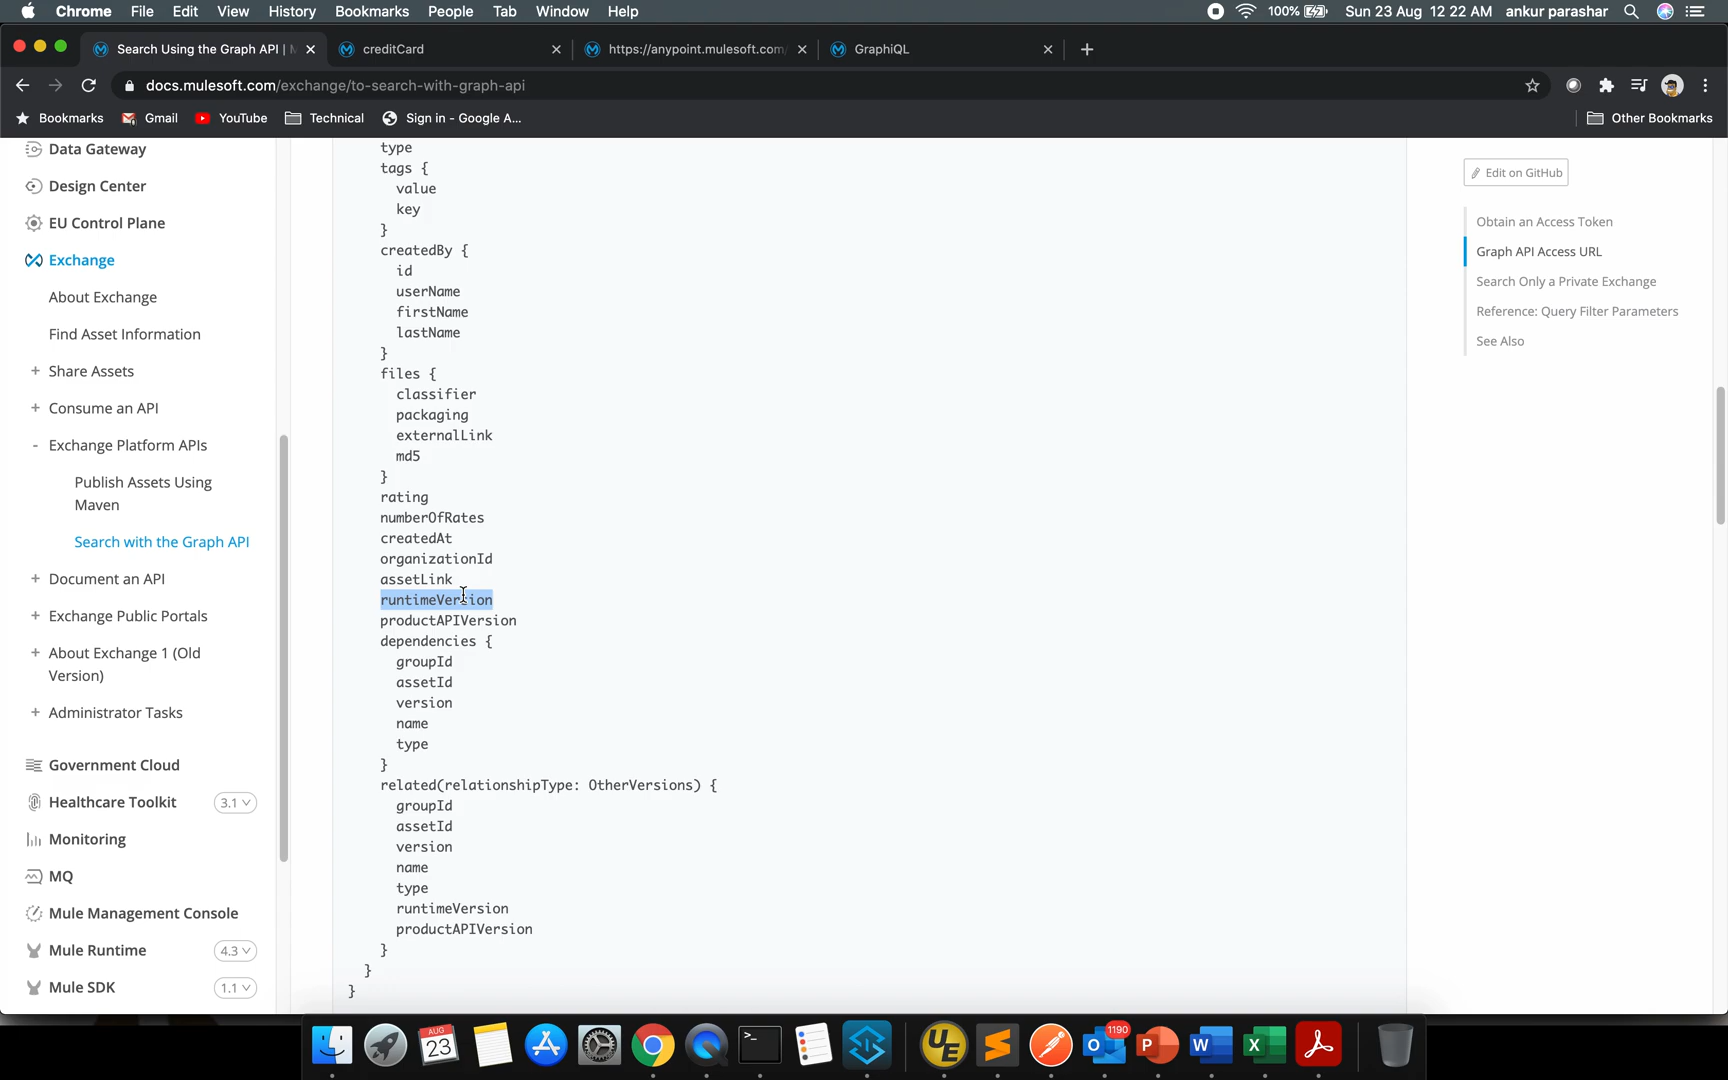 Chrome File Edit View History Bookmarks People Tab Window Help 100% Sun 23 Aug 12 22 AM ankur parashar
Search Using the Graph API | creditCard https://anypoint.mulesoft.com GraphiQL
docs.mulesoft.com/exchange/to-search-with-graph-api
Bookmarks Gmail YouTube Technical Sign in - Google A... Other Bookmarks
Data Gateway
Design Center
EU Control Plane
Exchange
About Exchange
Find Asset Information
+ Share Assets
+ Consume an API
- Exchange Platform APIs
Publish Assets Using
Maven
Search with the Graph API
+ Document an API
+ Exchange Public Portals
+ About Exchange 1 (Old
Version)
+ Administrator Tasks
Government Cloud
Healthcare Toolkit 3.1
Monitoring
MQ
Mule Management Console
Mule Runtime 4.3
Mule SDK 1.1
type
tags {
value
key
}
createdBy {
id
userName
firstName
lastName
}
files {
classifier
packaging
externalLink
md5
}
rating
numberOfRates
createdAt
organizationId
assetLink
runtimeVersion
productAPIVersion
dependencies {
groupId
assetId
version
name
type
}
related(relationshipType: OtherVersions) {
groupId
assetId
version
name
type
runtimeVersion
productAPIVersion
}
}
}
Edit on GitHub
Obtain an Access Token
Graph API Access URL
Search Only a Private Exchange
Reference: Query Filter Parameters
See Also
AUG
23
>_
UE
1190
O
P
W
X